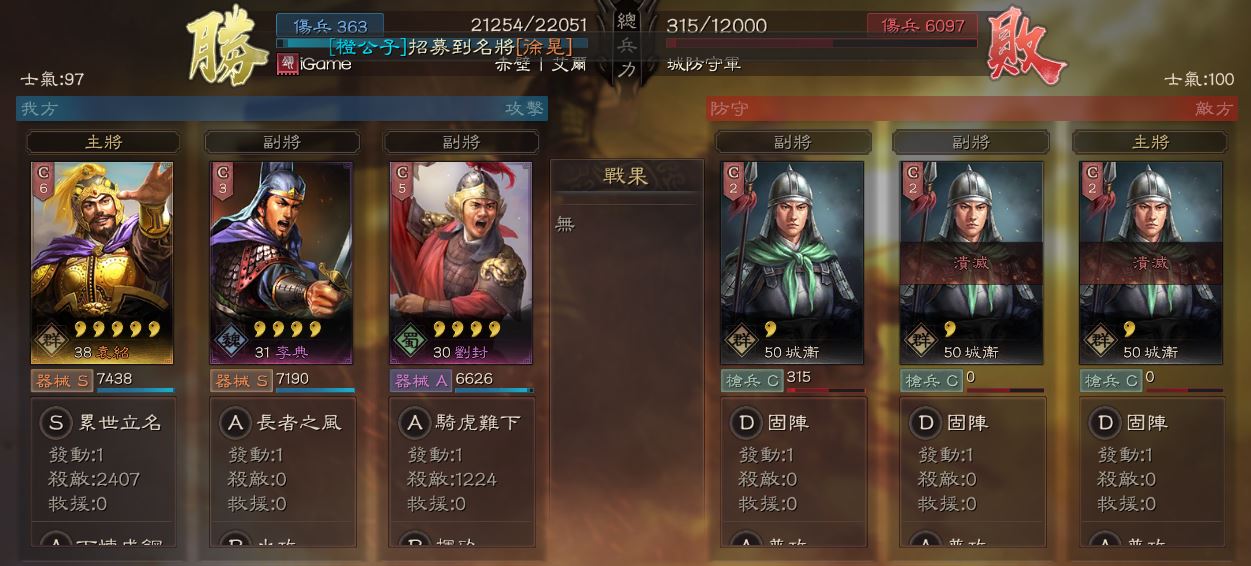 勝
傷兵 363
21254/22051
總兵力
315/12000
傷兵 6097
敗
[橙公子]招募到名將[徐晃]
iGame
赤壁丨艾爾
城防守軍
士氣:97
士氣:100
我方
攻擊
防守
敵方
主將
副將
副將
戰果
副將
副將
主將
C
6
C
3
C
5
無
C
2
C
2
C
2
潰滅
潰滅
群
38 袁紹
魏
31 李典
蜀
30 劉封
群
50 城衛
群
50 城衛
群
50 城衛
器械 S
7438
器械 S
7190
器械 A
6626
槍兵 C
315
槍兵 C
0
槍兵 C
0
S 累世立名
發動:1
殺敵:2407
救援:0
A 長者之風
發動:1
殺敵:0
救援:0
A 騎虎難下
發動:1
殺敵:1224
救援:0
D 固陣
發動:1
殺敵:0
救援:0
D 固陣
發動:1
殺敵:0
救援:0
D 固陣
發動:1
殺敵:0
救援:0